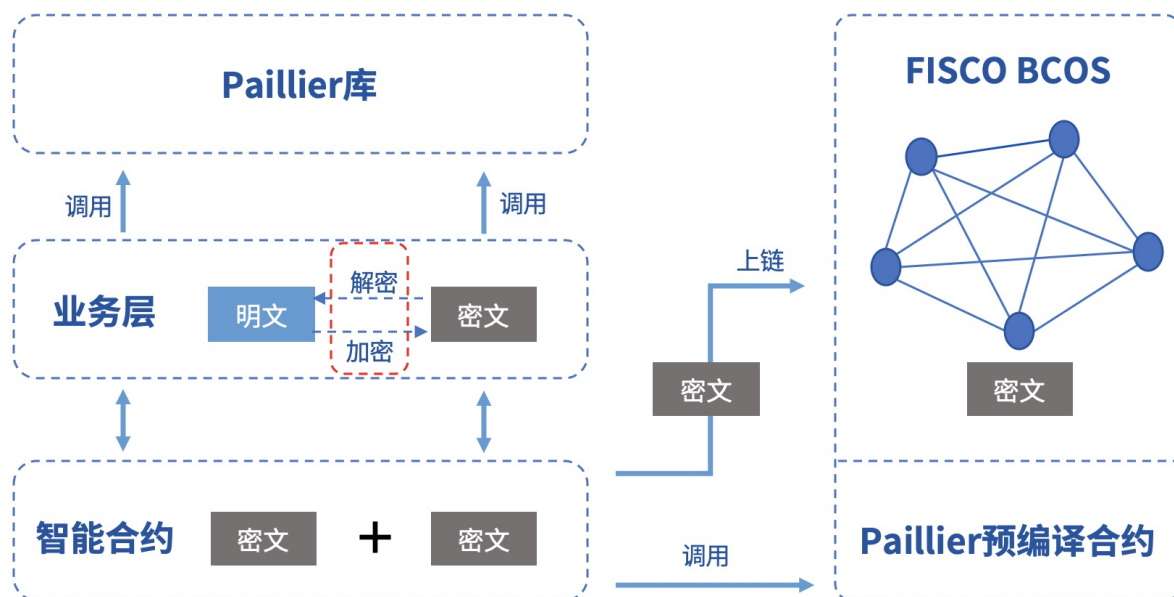 Paillier库
FISCO BCOS
调用
调用
业务层
明文
解密
加密
密文
上链
密文
密文
智能合约
密文
+
密文
调用
Paillier预编译合约